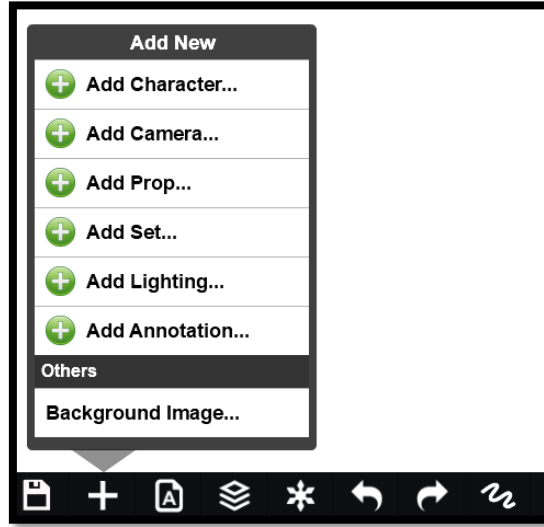 Add New
Add Character...
Add Camera...
Add Prop...
Add Set...
Add Lighting...
Add Annotation...
Others
Background Image...
A